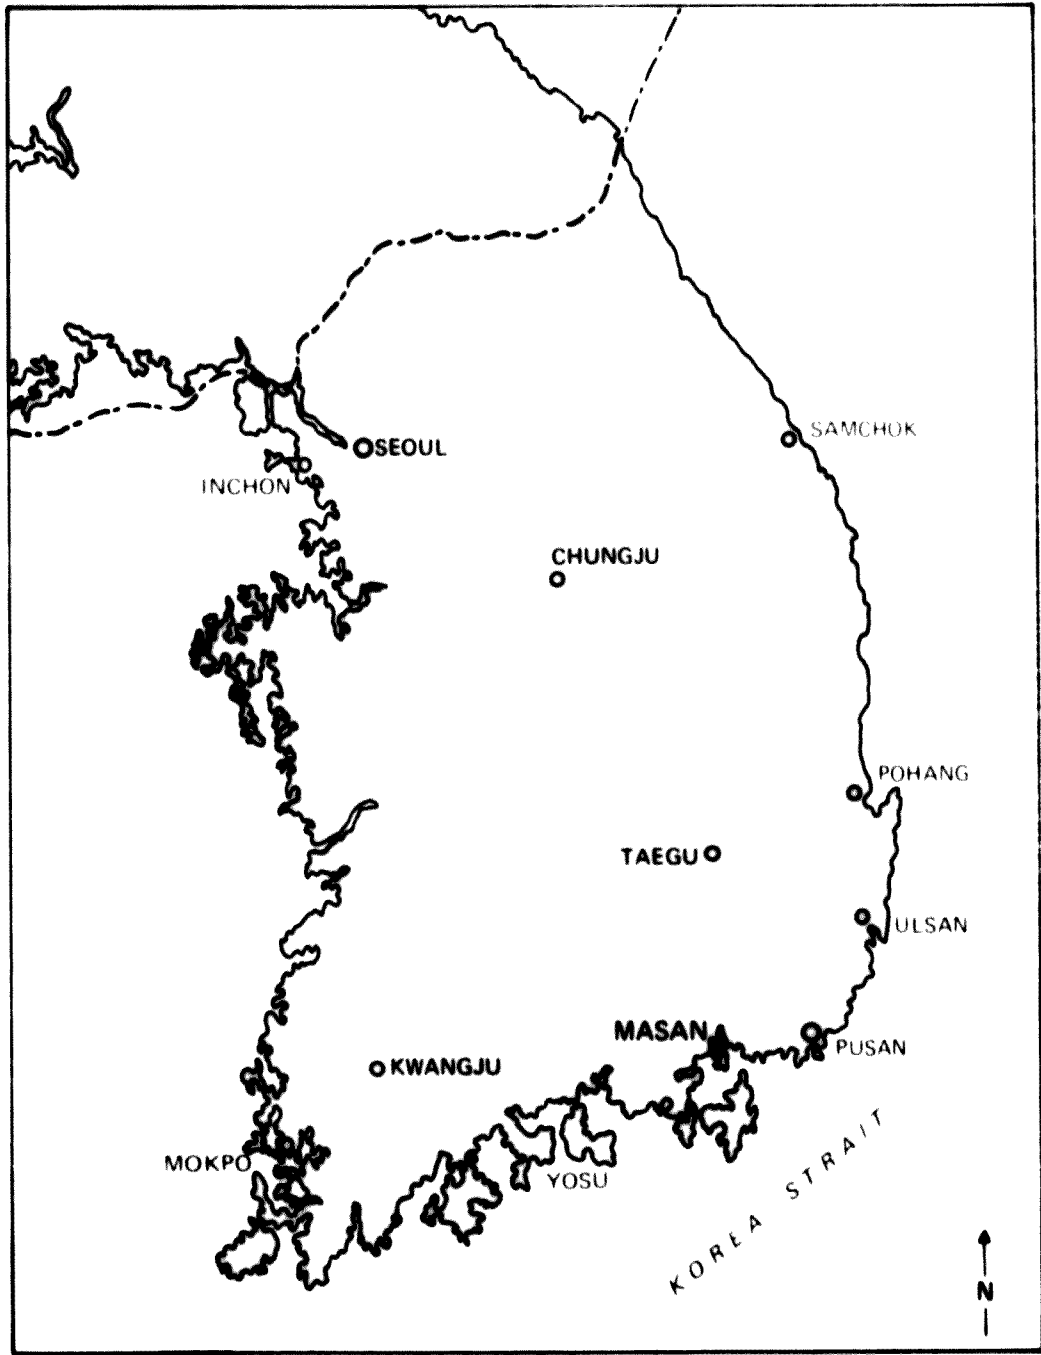 SAMCHOK
SEOUL
INCHON
CHUNGJU
POHANG
TAEGU
ULSAN
MASAN
PUSAN
KWANGJU
MOKPO
YOSU
KOREA STRAIT
N